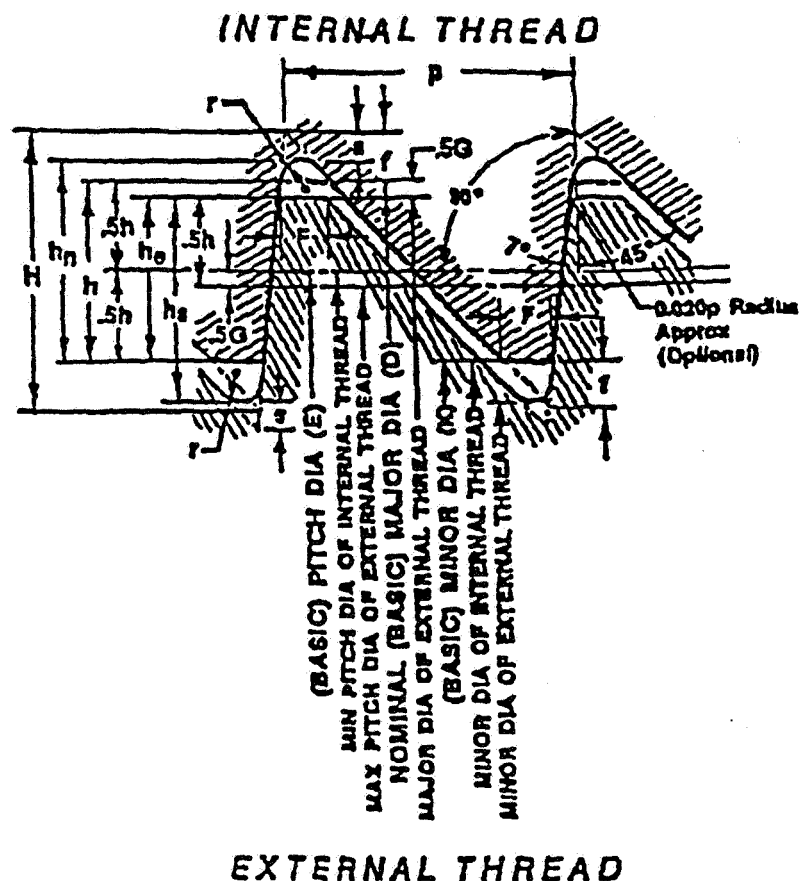 INTERNAL THREAD
p
r
s
f
.5G
90°
7°
45°
H
hn
h
.5h
.5h
he
hs
.5h
.5G
F
F
0.020p Radius
Approx
(Optional)
f
s
r
(BASIC) PITCH DIA (E)
MIN PITCH DIA OF INTERNAL THREAD
MAX PITCH DIA OF EXTERNAL THREAD
NOMINAL (BASIC) MAJOR DIA (D)
MAJOR DIA OF EXTERNAL THREAD
(BASIC) MINOR DIA (K)
MINOR DIA OF INTERNAL THREAD
MINOR DIA OF EXTERNAL THREAD
EXTERNAL THREAD